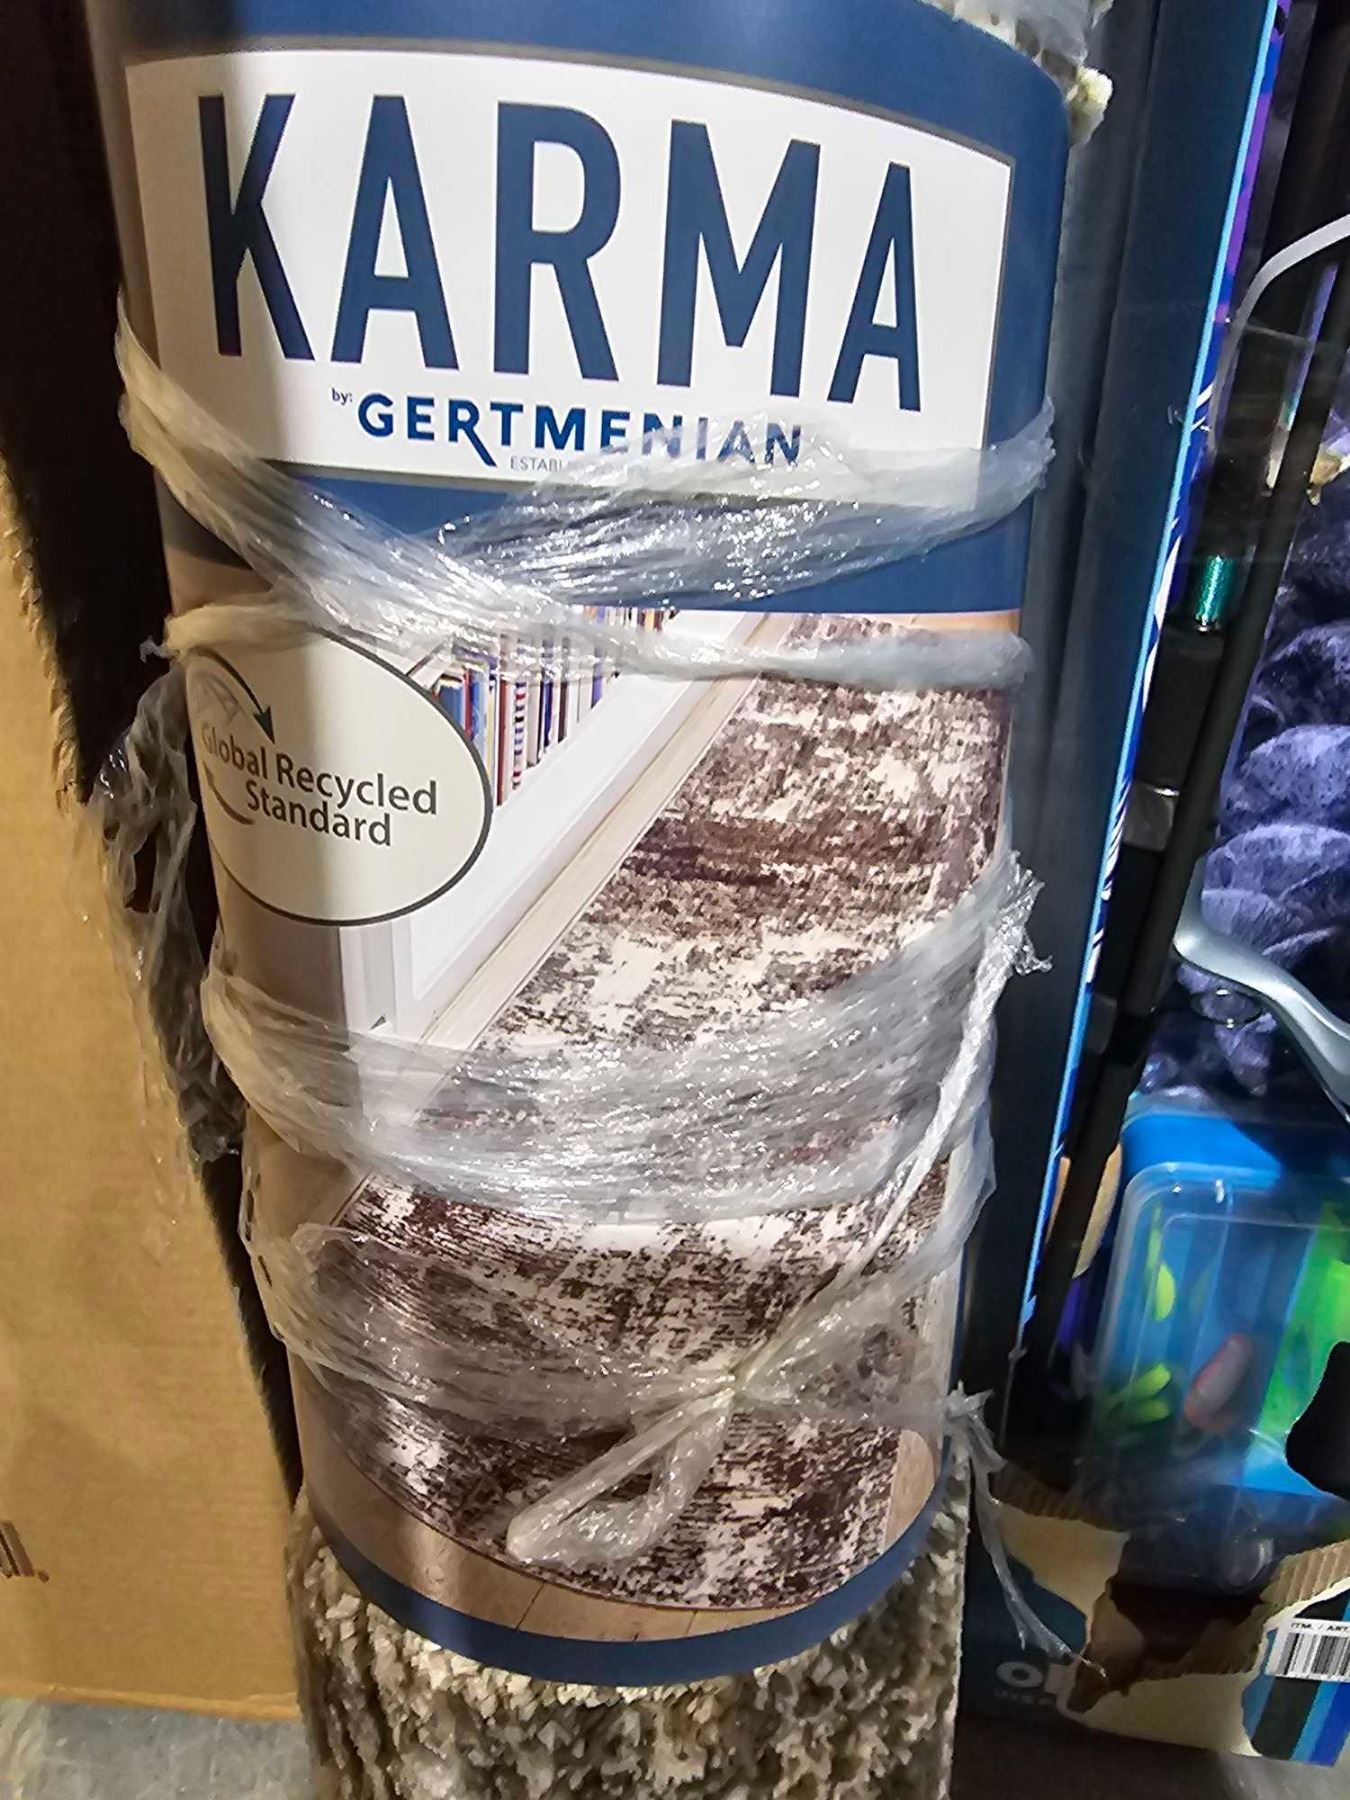 KARMA
by: GERTMENIAN
Global Recycled
Standard